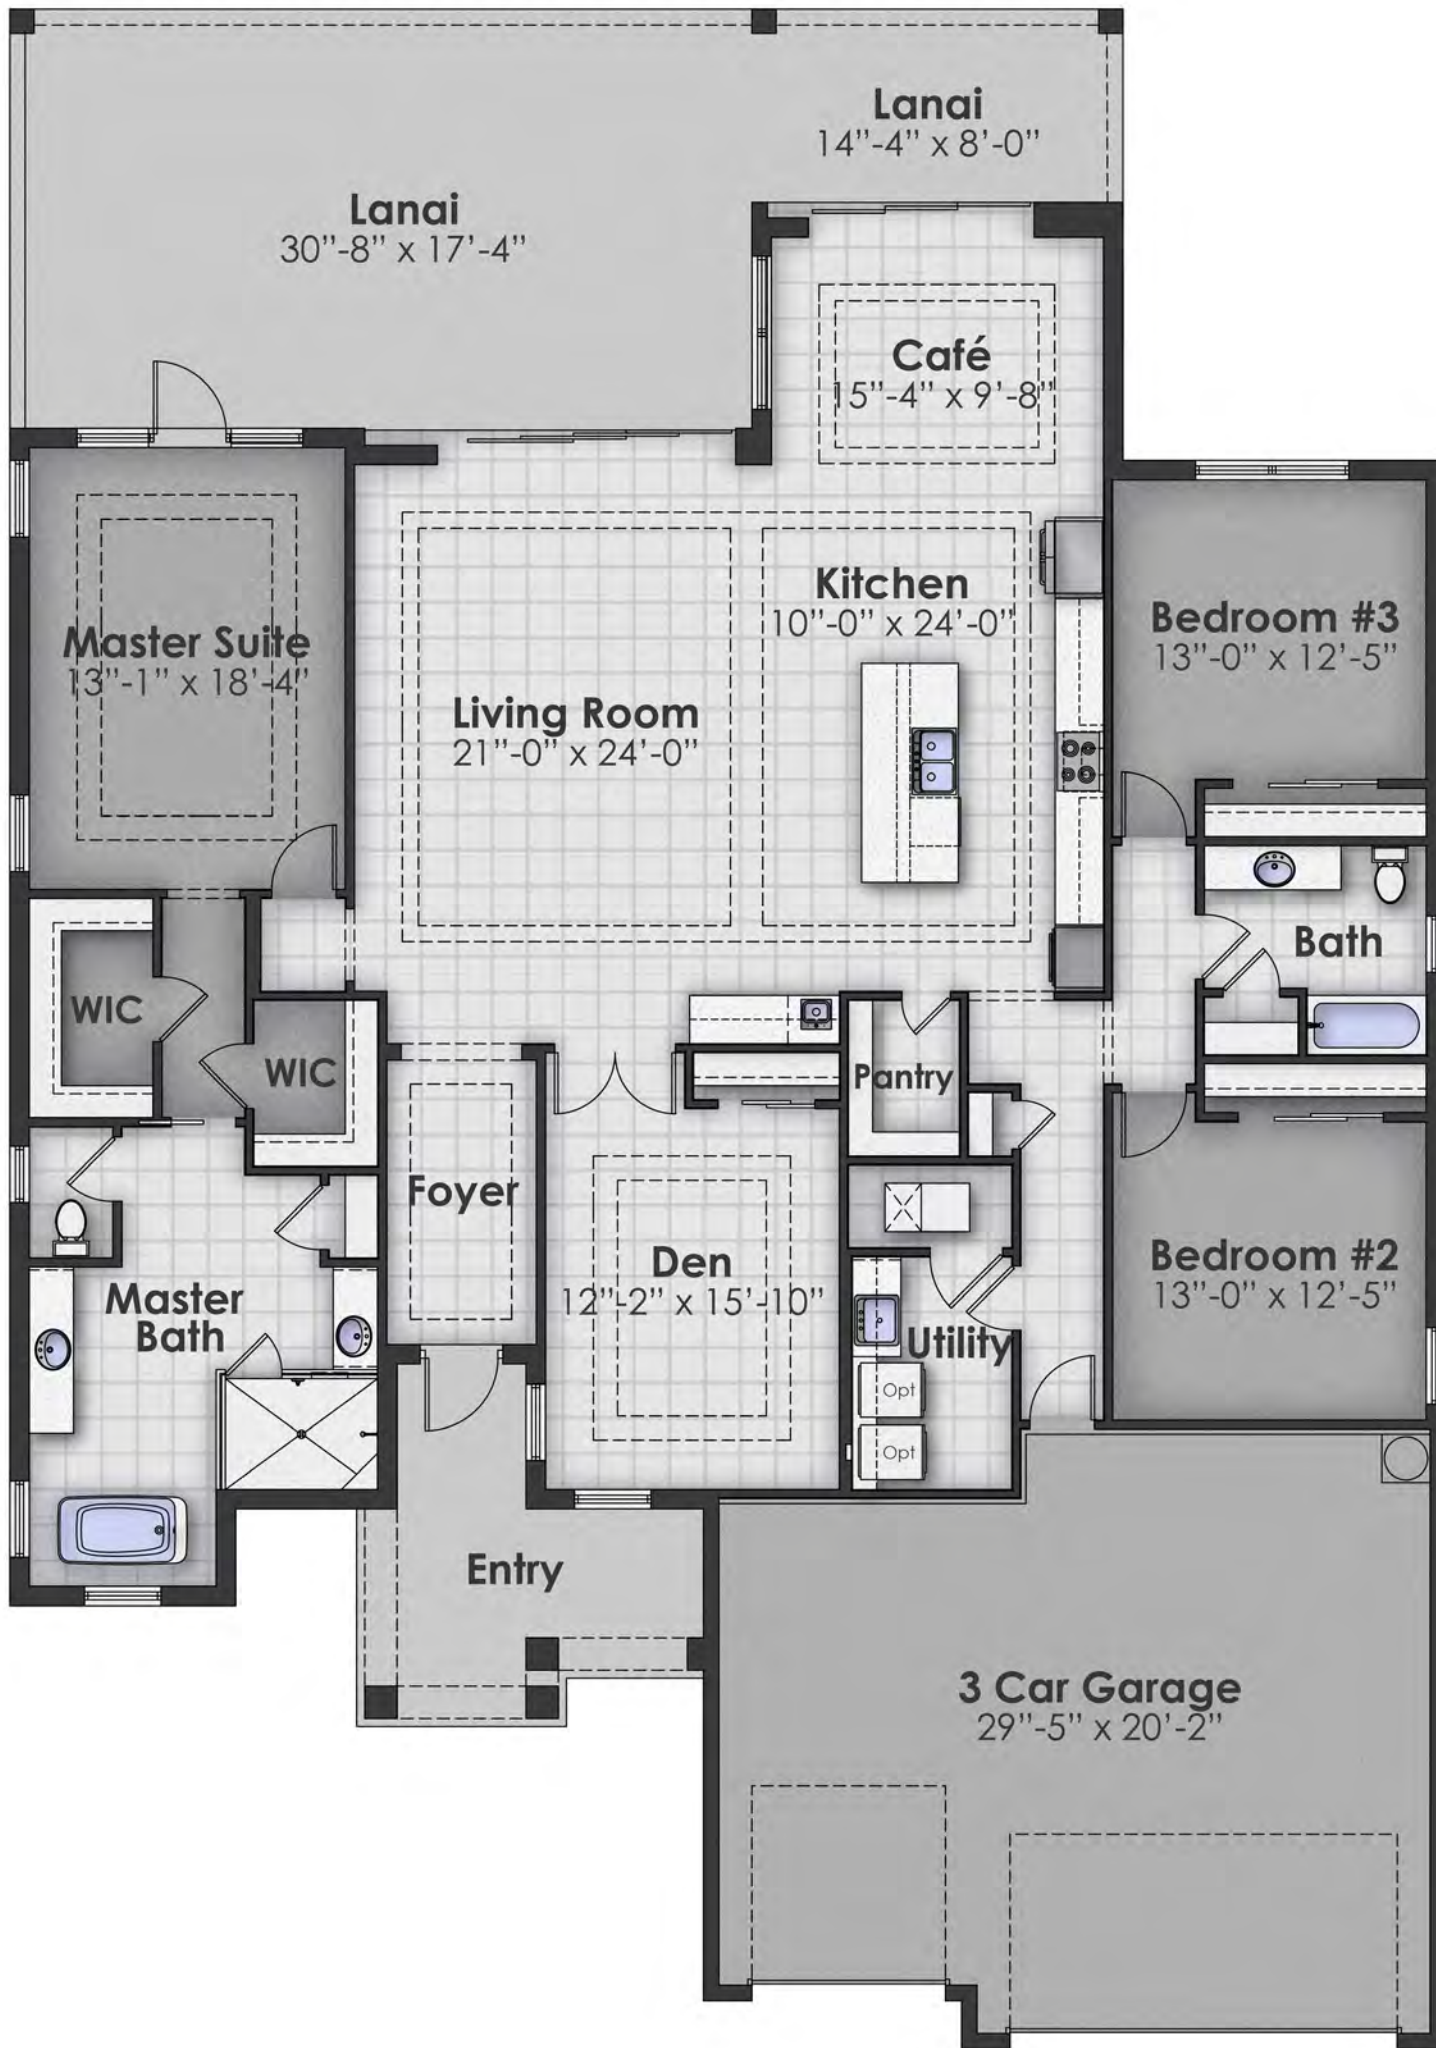 Lanai
14”-4” x 8’-0”
Lanai
30”-8” x 17’-4”
Café
15”-4” x 9’-8”
Kitchen
10”-0” x 24’-0”
Bedroom #3
13”-0” x 12’-5”
Master Suite
13”-1” x 18’-4”
Living Room
21”-0” x 24’-0”
Bath
WIC
WIC
Pantry
Foyer
Den
12”-2” x 15’-10”
Bedroom #2
13”-0” x 12’-5”
Master
Bath
Utility
Opt
Opt
Entry
3 Car Garage
29”-5” x 20’-2”